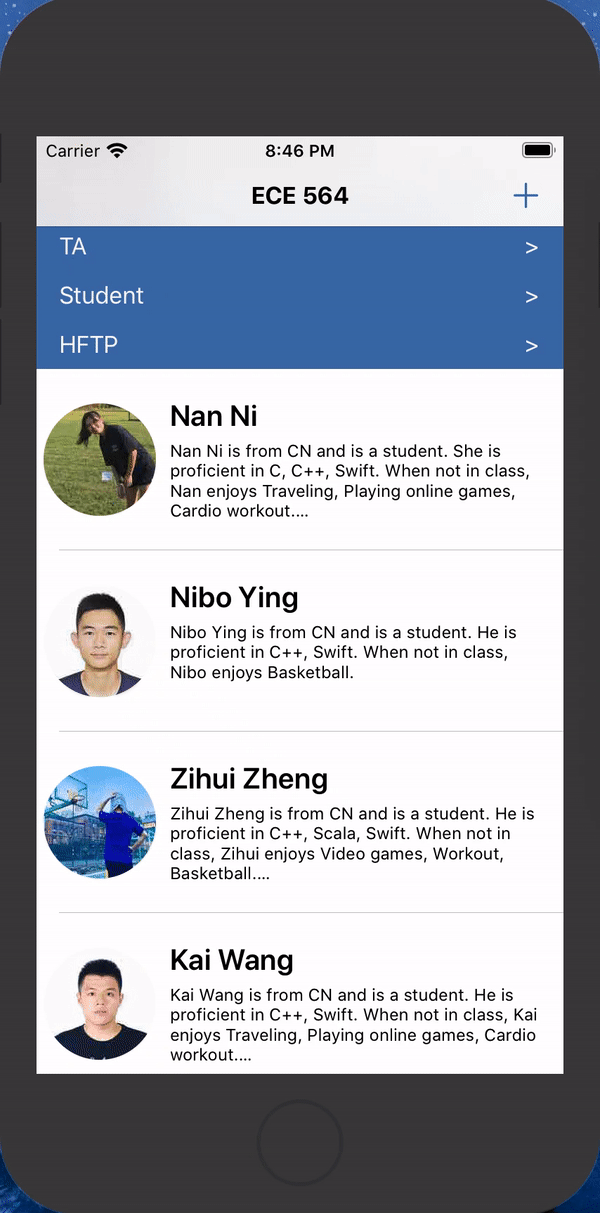 Carrier 8:46 PM
ECE 564 +
TA >
Student >
HFTP >
Nan Ni
Nan Ni is from CN and is a student. She is
proficient in C, C++, Swift. When not in class,
Nan enjoys Traveling, Playing online games,
Cardio workout....
Nibo Ying
Nibo Ying is from CN and is a student. He is
proficient in C++, Swift. When not in class,
Nibo enjoys Basketball.
Zihui Zheng
Zihui Zheng is from CN and is a student. He is
proficient in C++, Scala, Swift. When not in
class, Zihui enjoys Video games, Workout,
Basketball....
Kai Wang
Kai Wang is from CN and is a student. He is
proficient in C++, Swift. When not in class, Kai
enjoys Traveling, Playing online games, Cardio
workout....